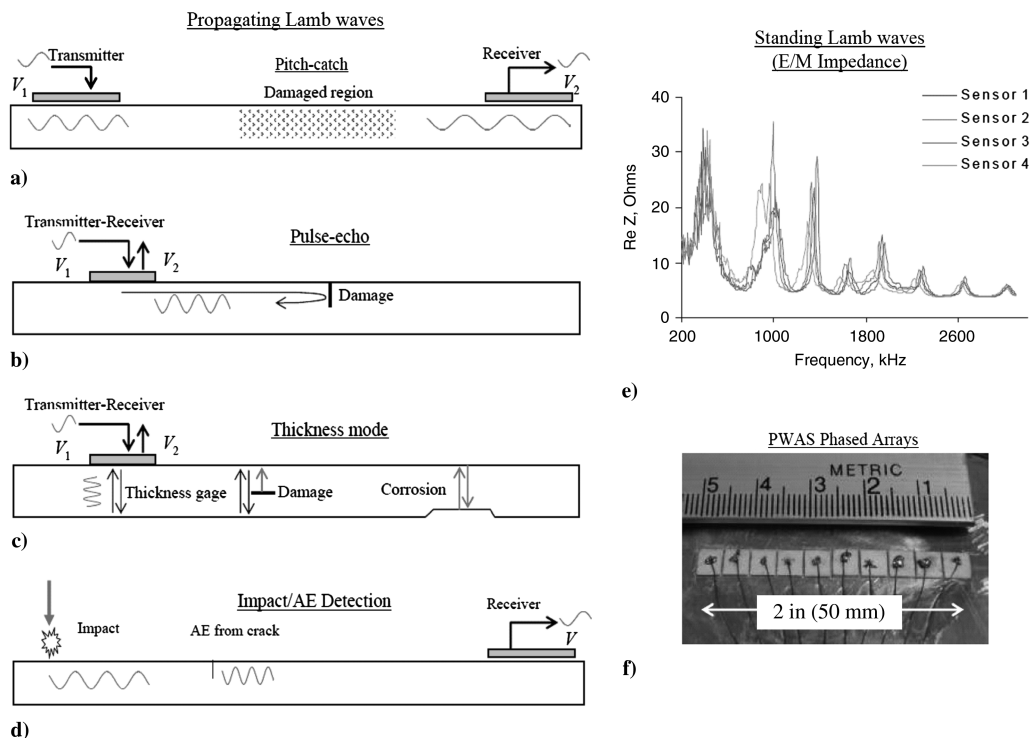 Propagating Lamb waves
Transmitter
V1
Pitch-catch
Damaged region
Receiver
V2
a)
Transmitter-Receiver
V1
V2
Pulse-echo
Damage
b)
Transmitter-Receiver
V1
V2
Thickness mode
Thickness gage
Damage
Corrosion
c)
Impact/AE Detection
Impact
AE from crack
Receiver
V
d)
Standing Lamb waves
(E/M Impedance)
40
30
20
10
0
Re Z, Ohms
200 1000 1800 2600
Frequency, kHz
Sensor 1
Sensor 2
Sensor 3
Sensor 4
e)
PWAS Phased Arrays
METRIC
5 4 3 2 1
2 in (50 mm)
f)